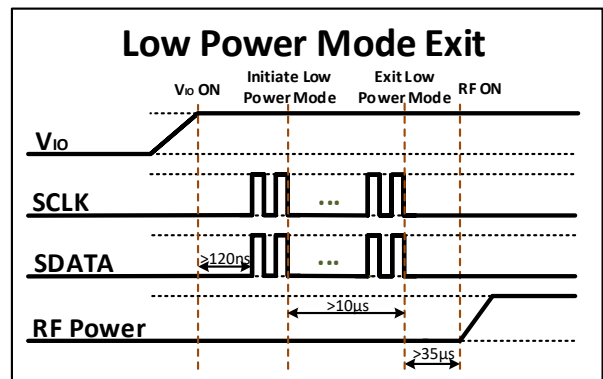 Low Power Mode Exit
VIO ON
Initiate Low
Power Mode
Exit Low
Power Mode
RF ON
VIO
SCLK
...
SDATA
>120ns
...
>10μs
RF Power
>35μs